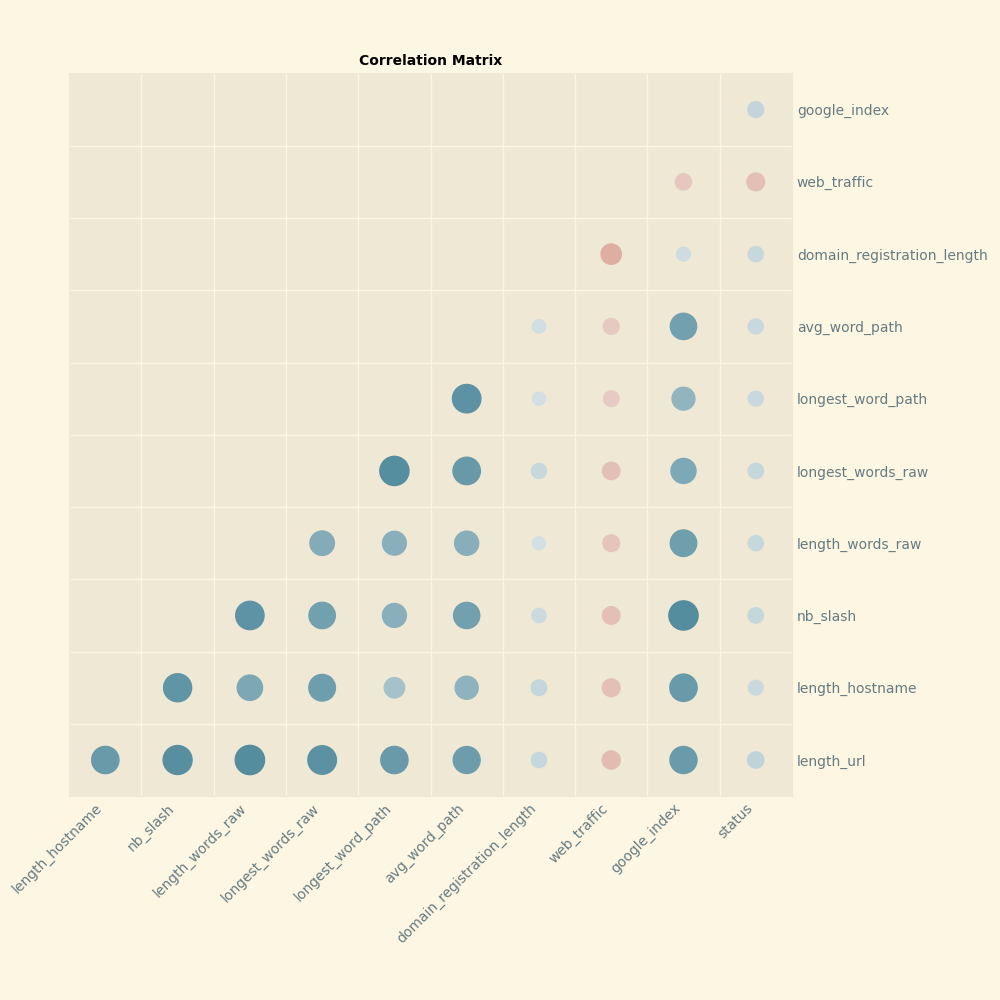 Correlation Matrix
google_index
web_traffic
domain_registration_length
avg_word_path
longest_word_path
longest_words_raw
length_words_raw
nb_slash
length_hostname
length_url
length_hostname
nb_slash
length_words_raw
longest_words_raw
longest_word_path
avg_word_path
domain_registration_length
web_traffic
google_index
status